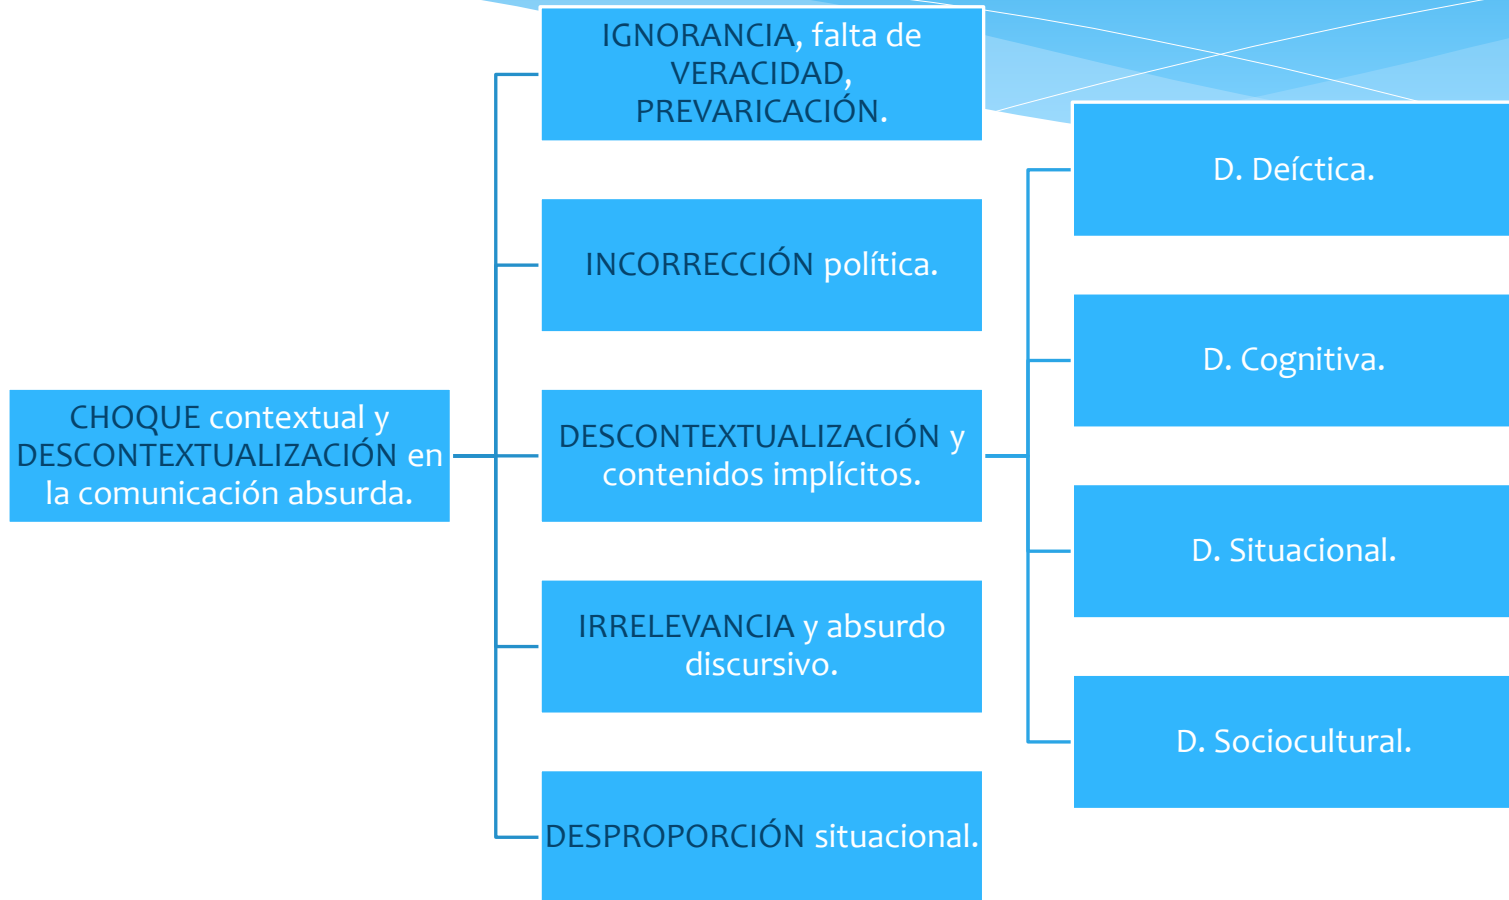 CHOQUE contextual y
DESCONTEXTUALIZACIÓN en
la comunicación absurda.
IGNORANCIA, falta de
VERACIDAD,
PREVARICACIÓN.
INCORRECCIÓN política.
DESCONTEXTUALIZACIÓN y
contenidos implícitos.
IRRELEVANCIA y absurdo
discursivo.
DESPROPORCIÓN situacional.
D. Deíctica.
D. Cognitiva.
D. Situacional.
D. Sociocultural.